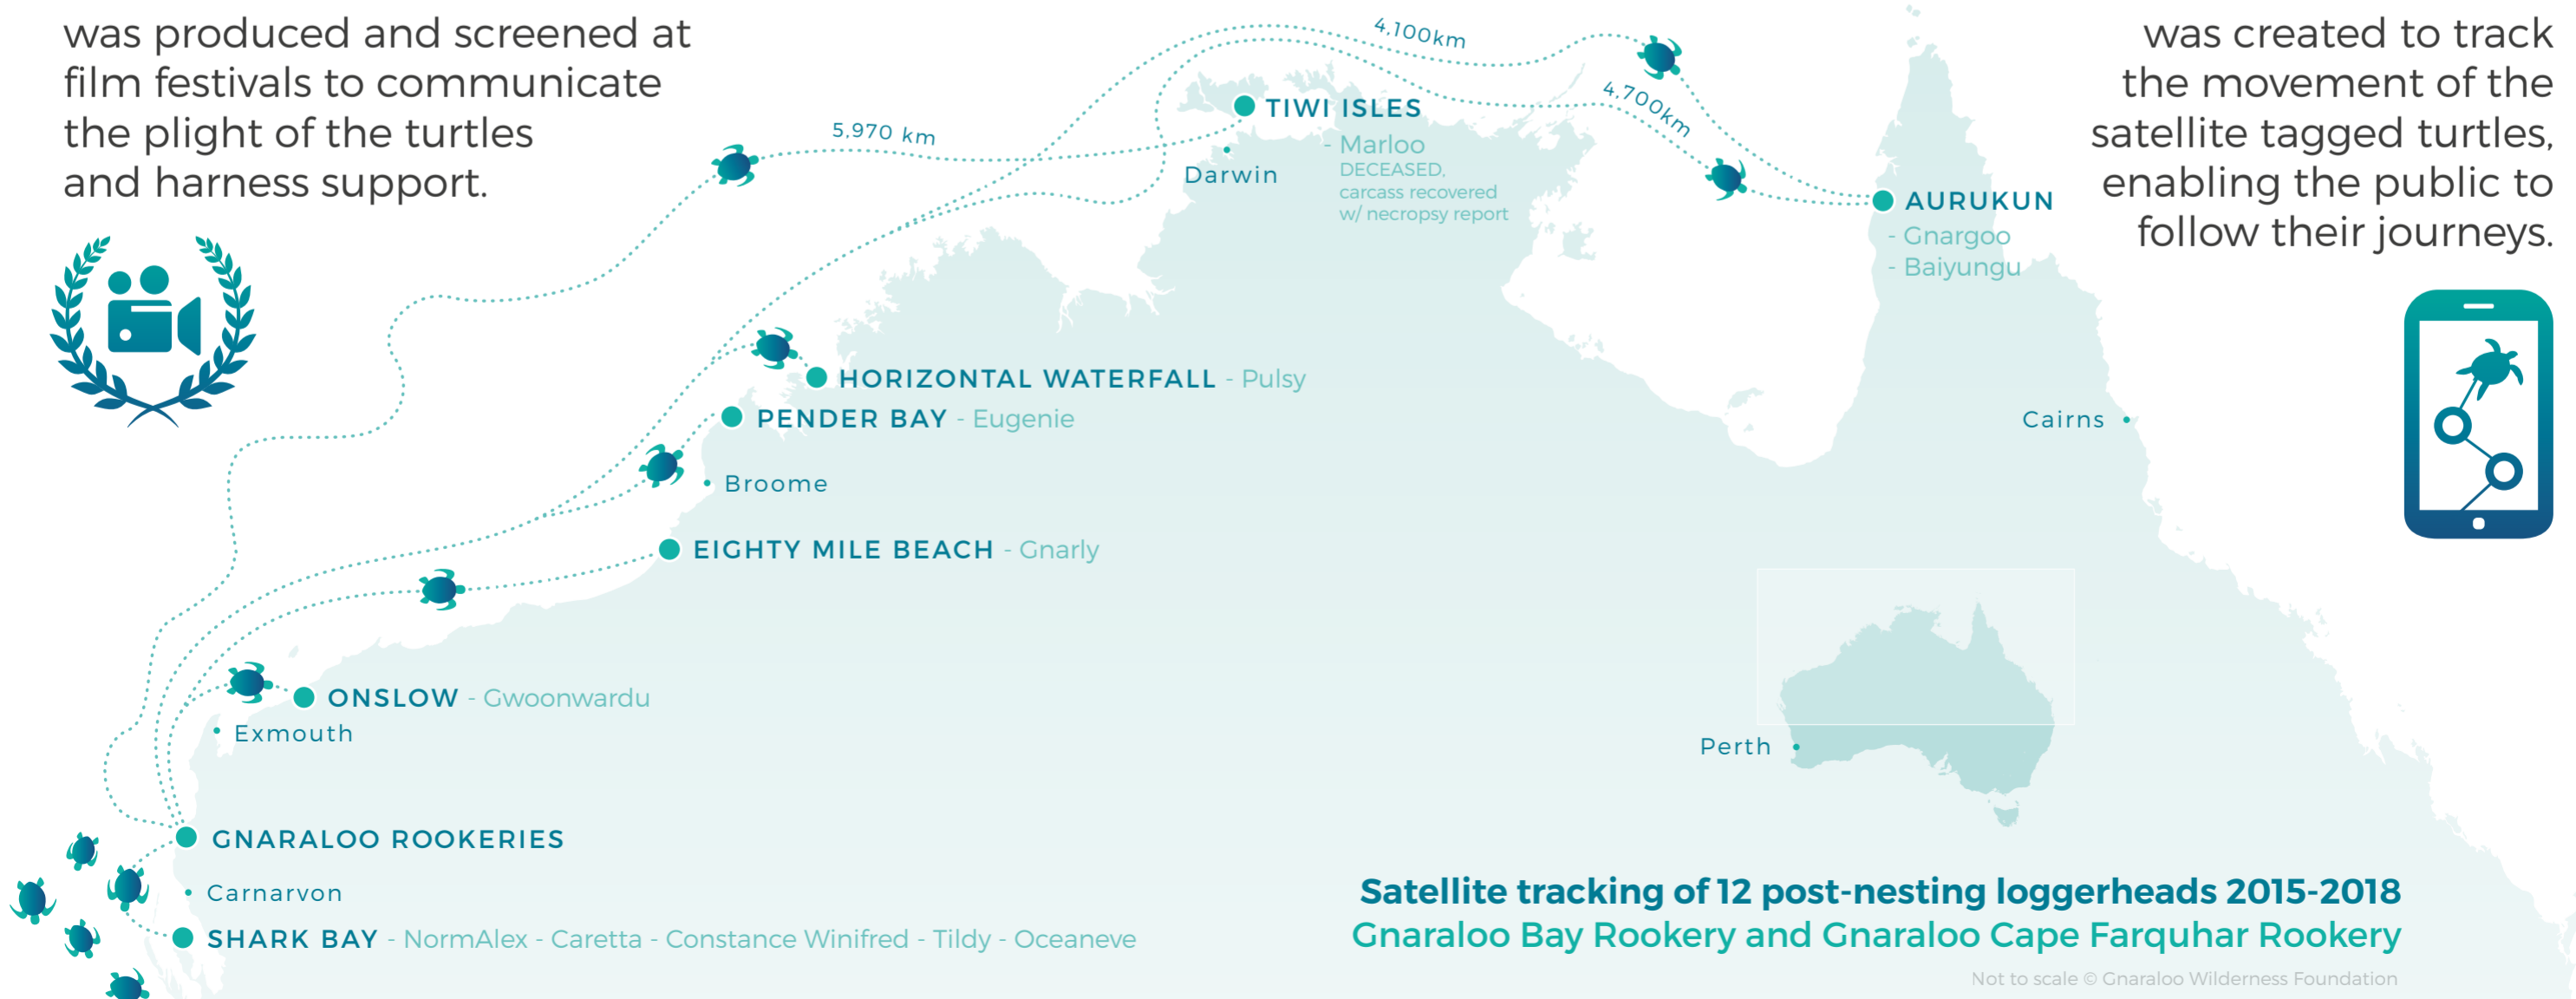 was produced and screened at
film festivals to communicate
the plight of the turtles
and harness support.
was created to track
the movement of the
satellite tagged turtles,
enabling the public to
follow their journeys.
4,100km
4,700km
5,970 km
TIWI ISLES
- Marloo
DECEASED,
carcass recovered
w/ necropsy report
Darwin
AURUKUN
- Gnargoo
- Baiyungu
HORIZONTAL WATERFALL - Pulsy
PENDER BAY - Eugenie
Cairns
Broome
EIGHTY MILE BEACH - Gnarly
ONSLOW - Gwoonwardu
Exmouth
Perth
GNARALOO ROOKERIES
Carnarvon
SHARK BAY - NormAlex - Caretta - Constance Winifred - Tildy - Oceaneve
Satellite tracking of 12 post-nesting loggerheads 2015-2018
Gnaraloo Bay Rookery and Gnaraloo Cape Farquhar Rookery
Not to scale © Gnaraloo Wilderness Foundation